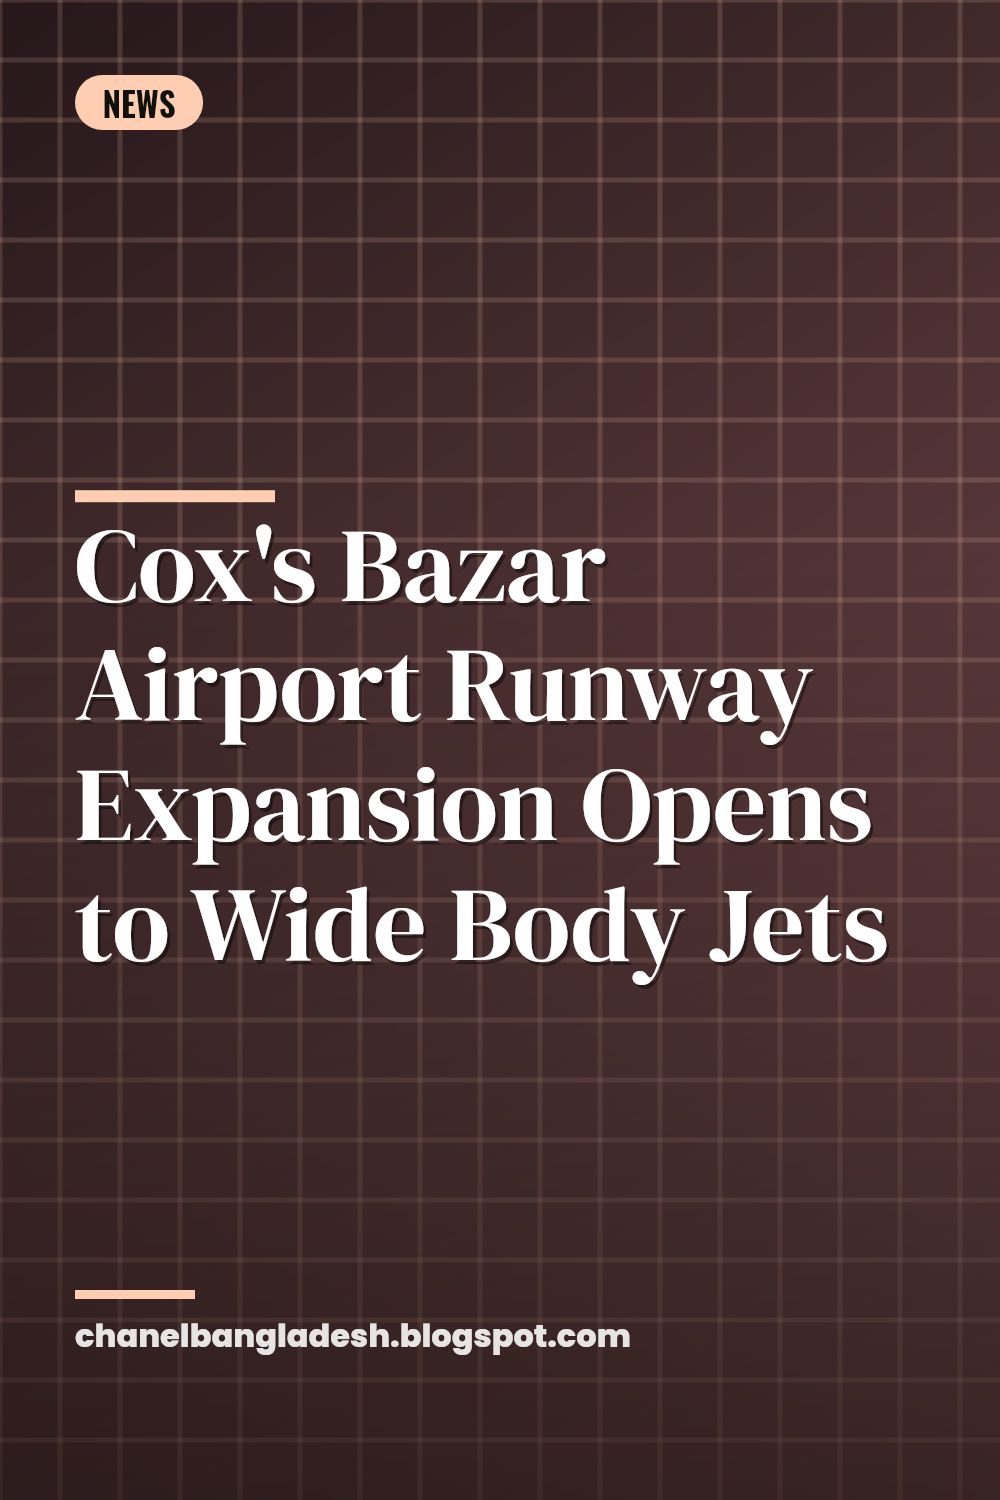 NEWS
Cox's Bazar
Airport Runway
Expansion Opens
to Wide Body Jets
chanelbangladesh.blogspot.com